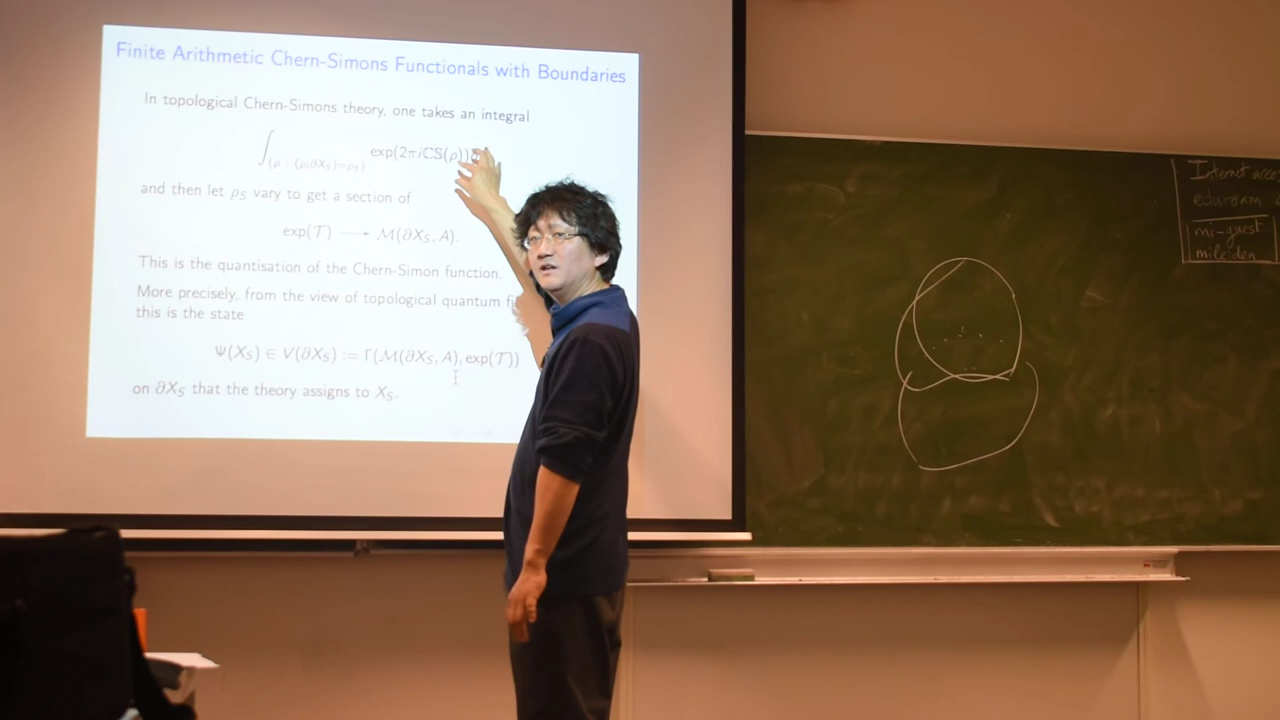 Finite Arithmetic Chern-Simons Functionals with Boundaries
In topological Chern-Simons theory, one takes an integral
∫_{{ρ : {ρ|∂X_S}=ρ_S}} exp(2πiCS(ρ))
and then let ρ_S vary to get a section of
exp(𝒯) ⟶ ℳ(∂X_S, A).
This is the quantisation of the Chern-Simon function.
More precisely, from the view of topological quantum
this is the state
Ψ(X_S) ∈ V(∂X_S) := Γ(ℳ(∂X_S, A), exp(𝒯))
on ∂X_S that the theory assigns to X_S.
Internet acce
eduroam
mi-guest
mileiden